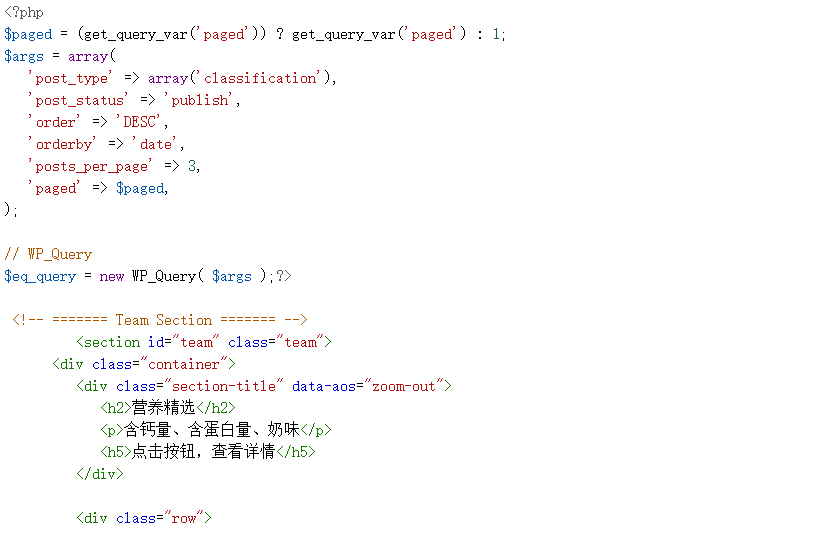 <?php
$paged = (get_query_var('paged')) ? get_query_var('paged') : 1;
$args = array(
   'post_type' => array('classification'),
   'post_status' => 'publish',
   'order' => 'DESC',
   'orderby' => 'date',
   'posts_per_page' => 3,
   'paged' => $paged,
);

// WP_Query
$eq_query = new WP_Query( $args );?>

 <!-- ======= Team Section ======= -->
         <section id="team" class="team">
      <div class="container">
         <div class="section-title" data-aos="zoom-out">
            <h2>营养精选</h2>
            <p>含钙量、含蛋白量、奶味</p>
            <h5>点击按钮，查看详情</h5>
         </div>

         <div class="row">